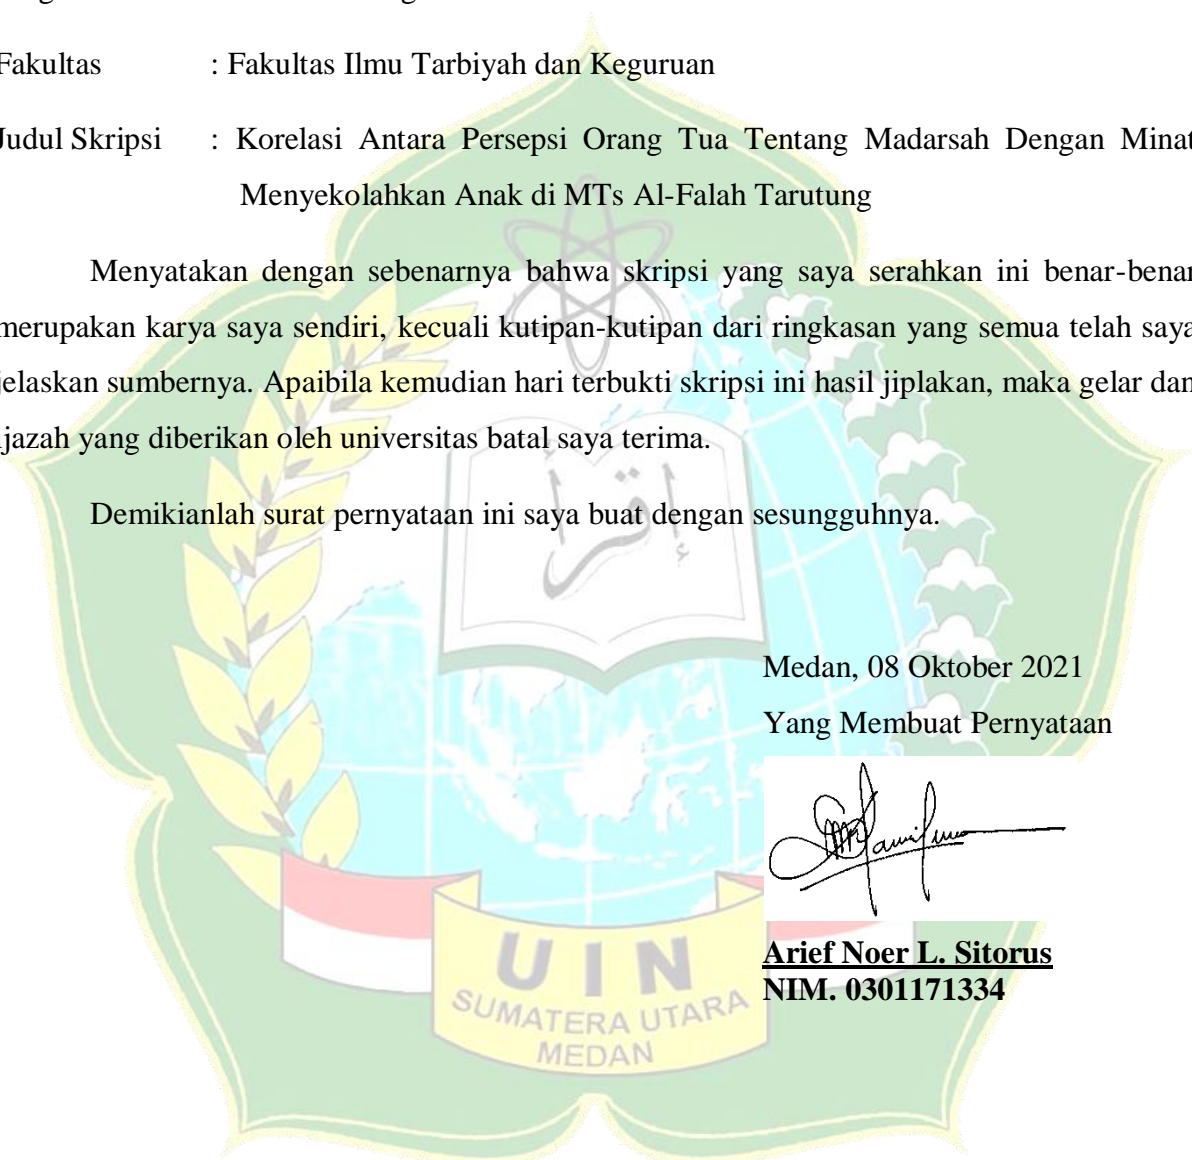 Fakultas : Fakultas Ilmu Tarbiyah dan Keguruan
Judul Skripsi : Korelasi Antara Persepsi Orang Tua Tentang Madarsah Dengan Minat
Menyekolahkan Anak di MTs Al-Falah Tarutung
Menyatakan dengan sebenarnya bahwa skripsi yang saya serahkan ini benar-benar
merupakan karya saya sendiri, kecuali kutipan-kutipan dari ringkasan yang semua telah saya
jelaskan sumbernya. Apaibila kemudian hari terbukti skripsi ini hasil jiplakan, maka gelar dan
ijazah yang diberikan oleh universitas batal saya terima.
Demikianlah surat pernyataan ini saya buat dengan sesungguhnya.
إقرأ
Medan, 08 Oktober 2021
Yang Membuat Pernyataan
Arief Noer L. Sitorus
NIM. 0301171334
UIN
SUMATERA UTARA
MEDAN